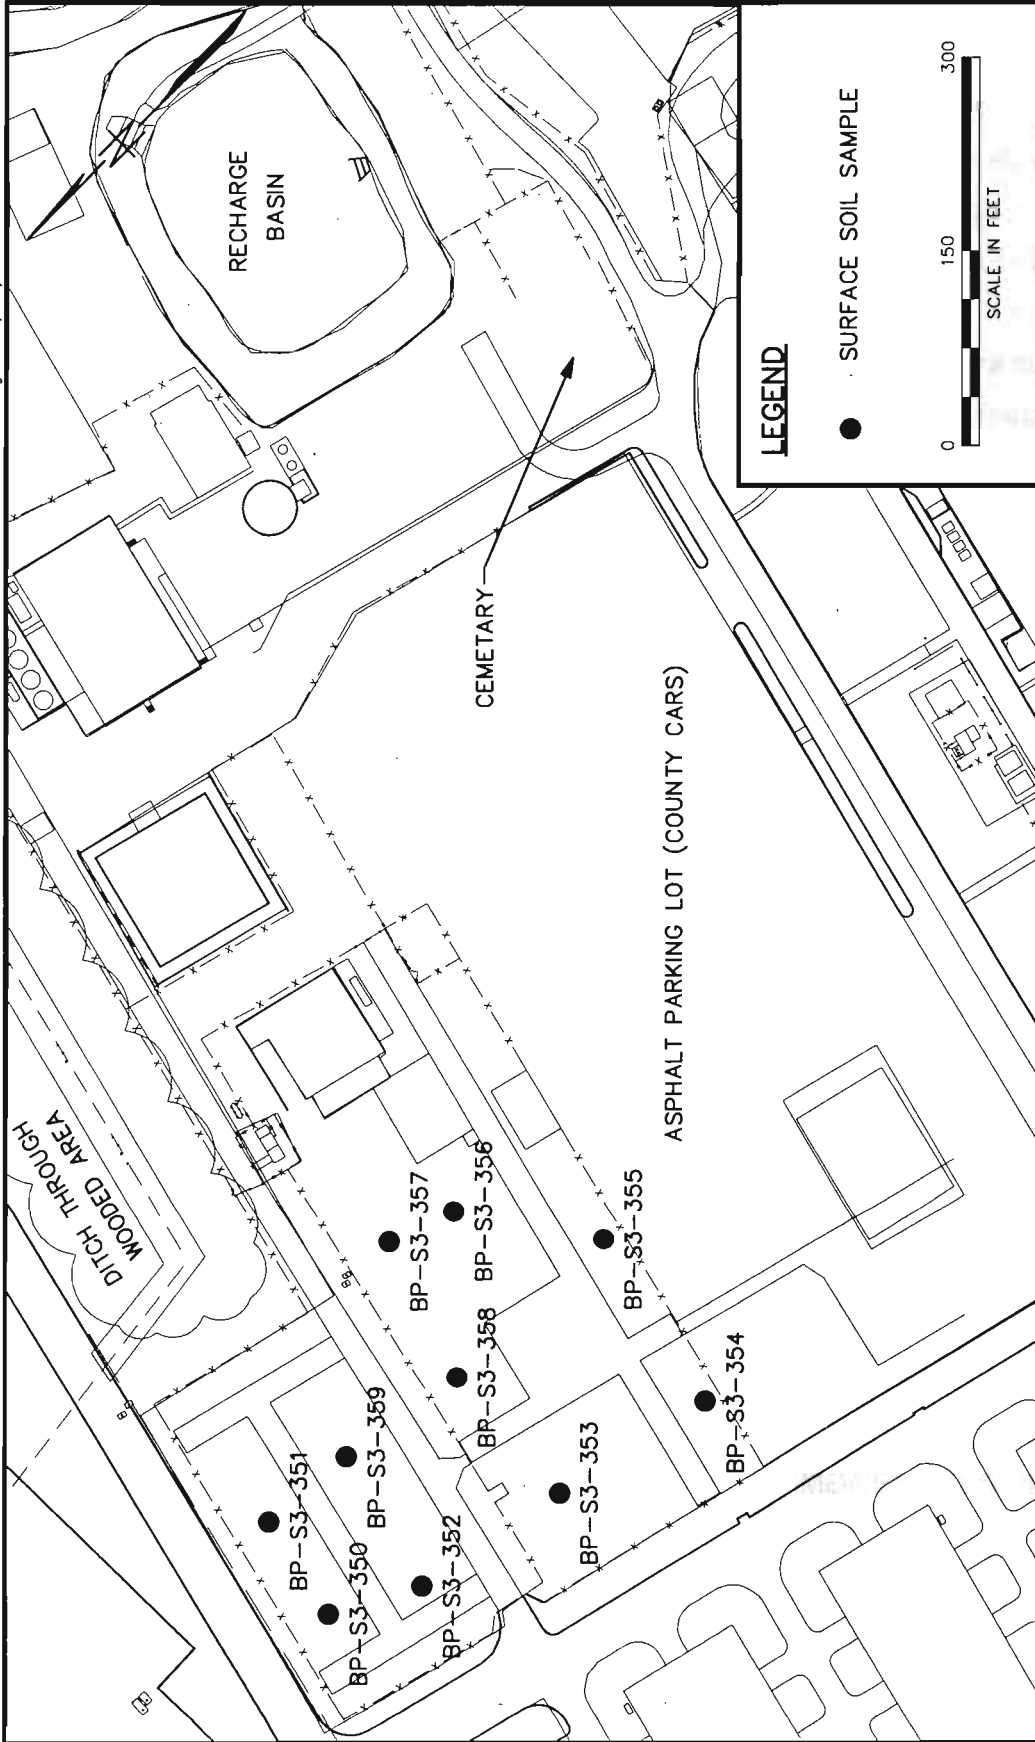 DITCH THROUGH
WOODED AREA
RECHARGE
BASIN
BP-S3-351
BP-S3-350
BP-S3-359
BP-S3-352
BP-S3-357
BP-S3-356
BP-S3-358
CEMETARY
BP-S3-353
BP-S3-355
BP-S3-354
ASPHALT PARKING LOT (COUNTY CARS)
LEGEND
SURFACE SOIL SAMPLE
0 150 300
SCALE IN FEET